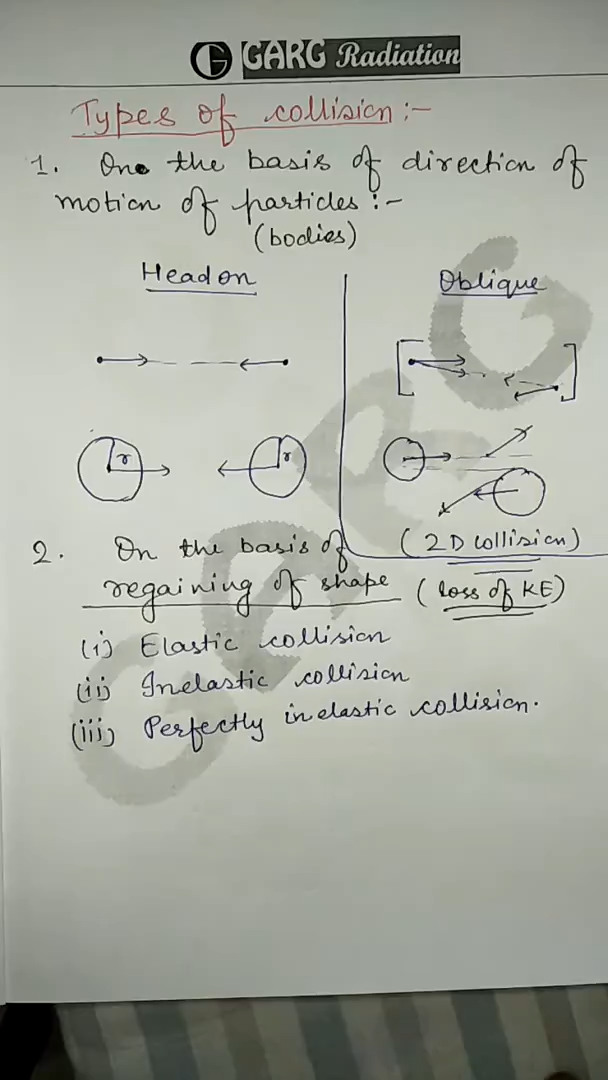 G GARG Radiation
Types of collision :-
1. One the basis of direction of
motion of particles :-
(bodies)
Head on
Oblique
r
r
(2D collision)
2. On the basis of
regaining of shape (loss of KE)
(i) Elastic collision
(ii) Inelastic collision
(iii) Perfectly inelastic collision.
GARG